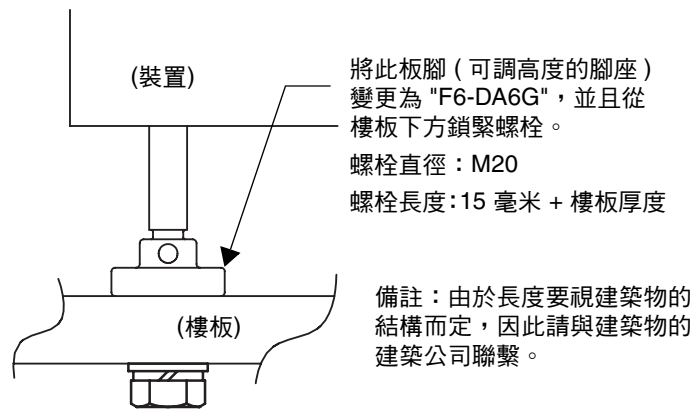 (裝置)
將此板腳 ( 可調高度的腳座 )
變更為 "F6-DA6G"，並且從
樓板下方鎖緊螺栓。
螺栓直徑：M20
螺栓長度：15 毫米 + 樓板厚度
(樓板)
備註：由於長度要視建築物的
結構而定，因此請與建築物的
建築公司聯繫。